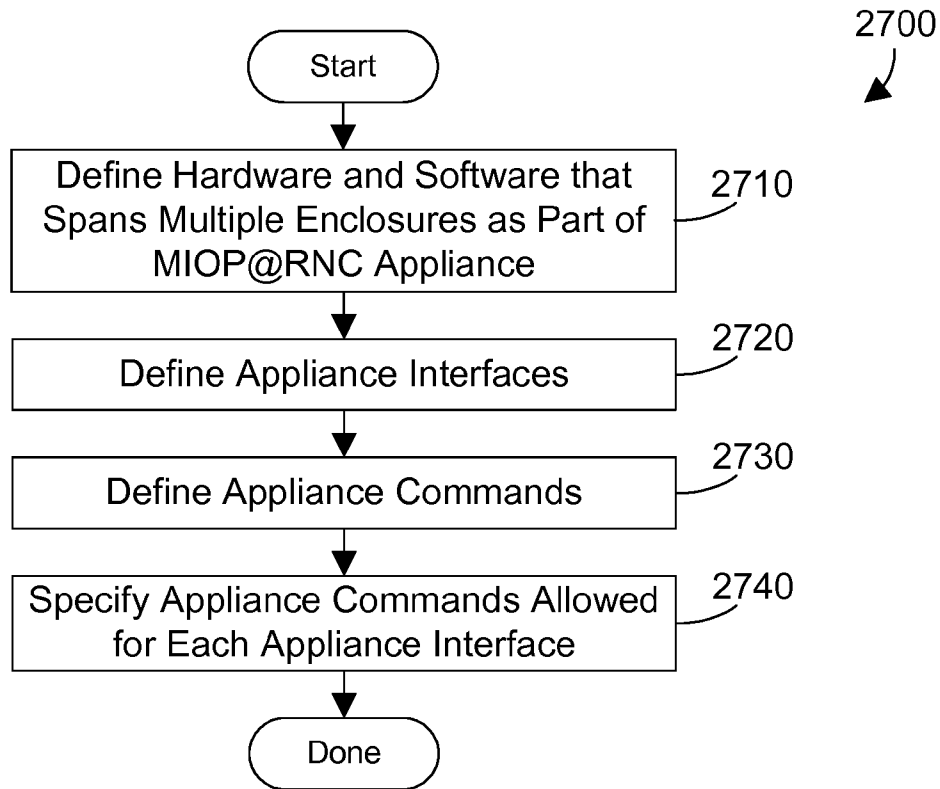 2700
Start
Define Hardware and Software that
Spans Multiple Enclosures as Part of
MIOP@RNC Appliance
2710
Define Appliance Interfaces
2720
Define Appliance Commands
2730
Specify Appliance Commands Allowed
for Each Appliance Interface
2740
Done